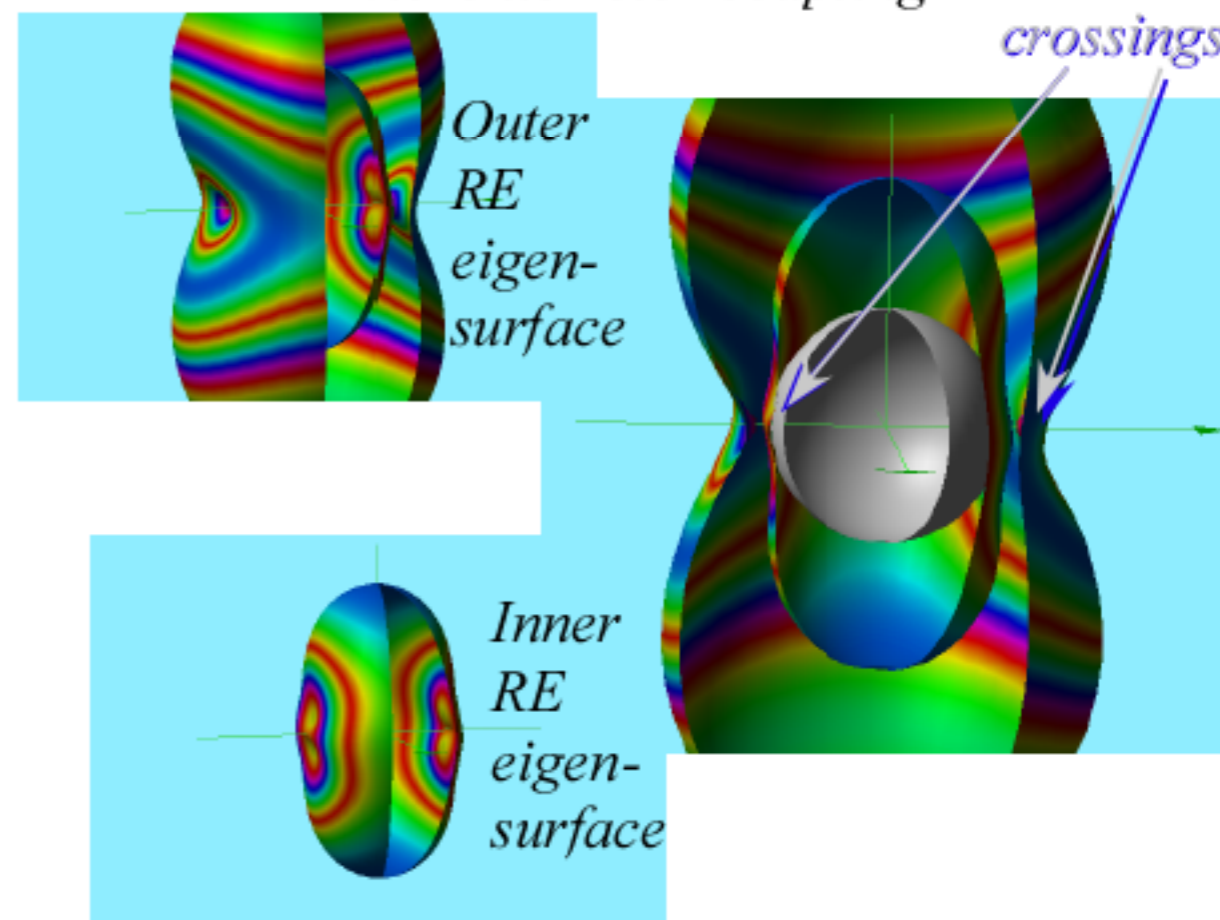 crossings
Outer
RE
eigen-
surface
Inner
RE
eigen-
surface